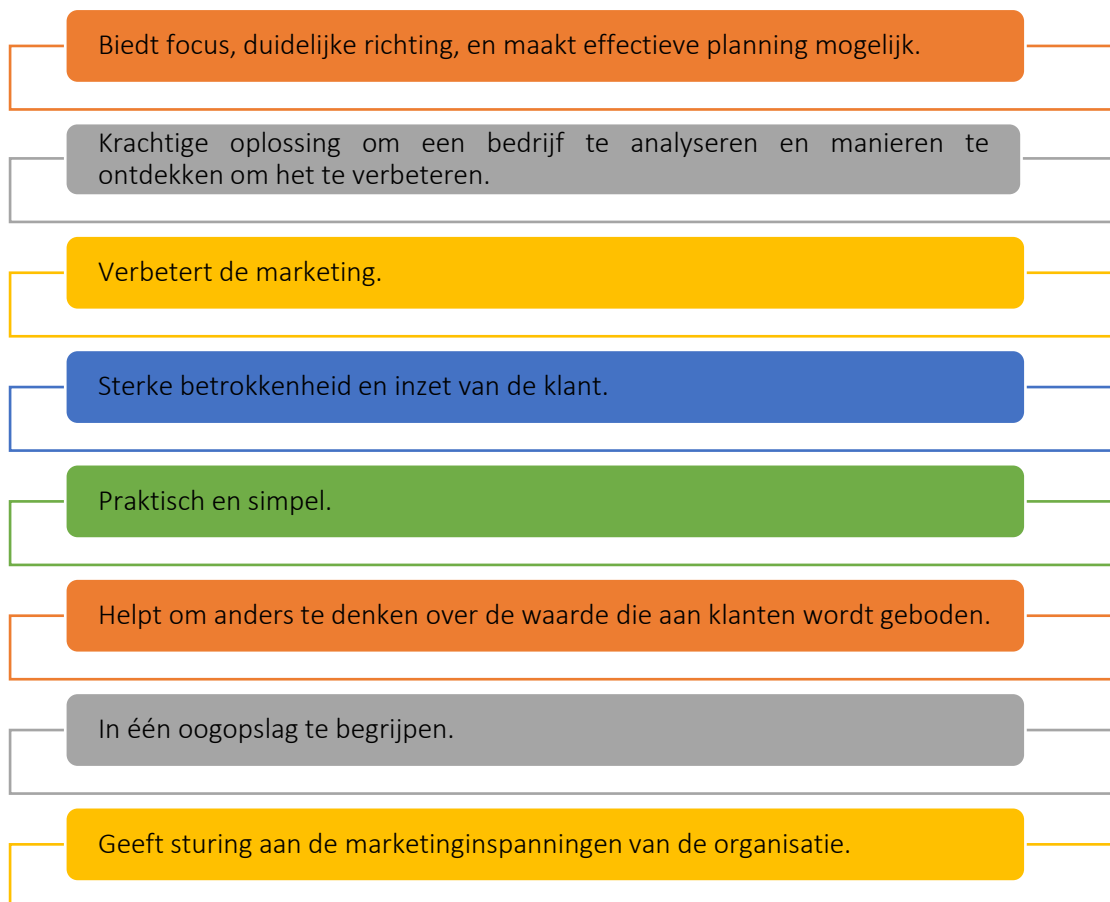 Biedt focus, duidelijke richting, en maakt effectieve planning mogelijk.
Krachtige oplossing om een bedrijf te analyseren en manieren te
ontdekken om het te verbeteren.
Verbetert de marketing.
Sterke betrokkenheid en inzet van de klant.
Praktisch en simpel.
Helpt om anders te denken over de waarde die aan klanten wordt geboden.
In één oogopslag te begrijpen.
Geeft sturing aan de marketinginspanningen van de organisatie.